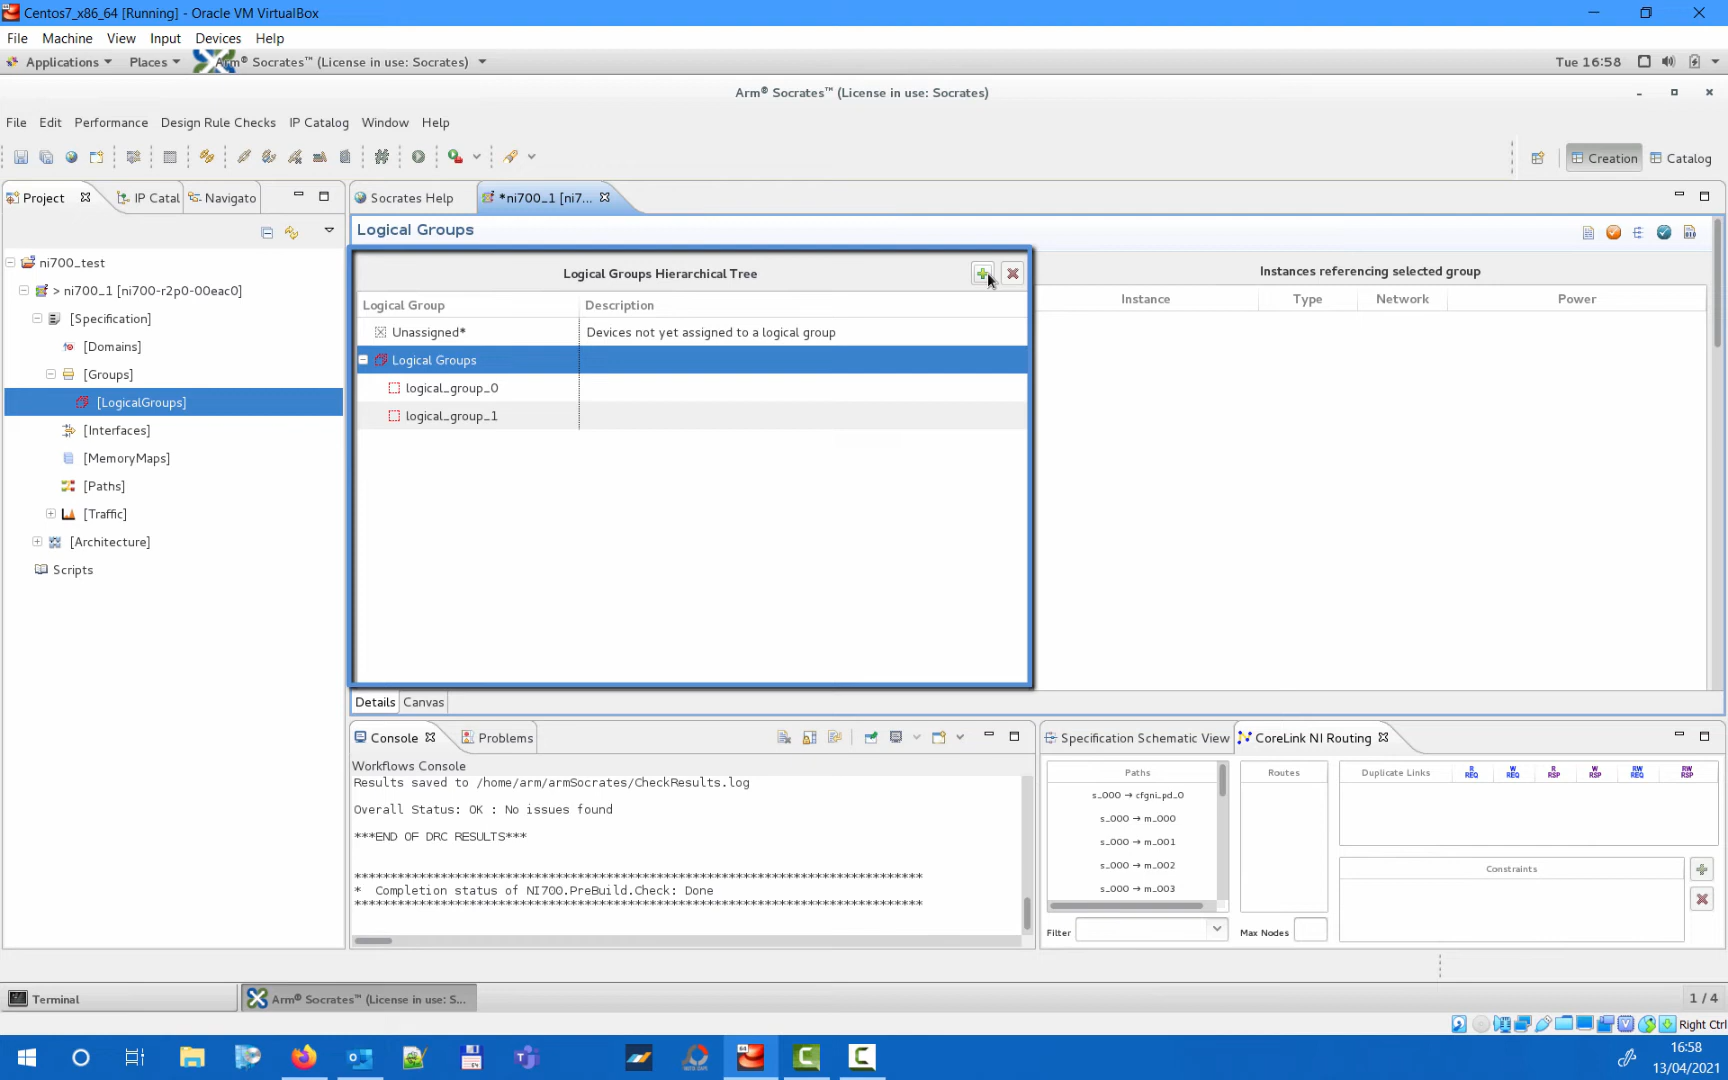 Centos7_x86_64 [Running] - Oracle VM VirtualBox
File Machine View Input Devices Help
Applications Places Arm® Socrates™ (License in use: Socrates) Tue 16:58
Arm® Socrates™ (License in use: Socrates)
File Edit Performance Design Rule Checks IP Catalog Window Help
Creation Catalog
Project IP Catal Navigato
Socrates Help *ni700_1 [ni7...
Logical Groups
ni700_test
> ni700_1 [ni700-r2p0-00eac0]
[Specification]
[Domains]
[Groups]
[LogicalGroups]
[Interfaces]
[MemoryMaps]
[Paths]
[Traffic]
[Architecture]
Scripts
Logical Groups Hierarchical Tree
Logical Group Description
Unassigned* Devices not yet assigned to a logical group
Logical Groups
logical_group_0
logical_group_1
Instances referencing selected group
Instance Type Network Power
Details Canvas
Console Problems
Workflows Console
Results saved to /home/arm/armSocrates/CheckResults.log
Overall Status: OK : No issues found
***END OF DRC RESULTS***
*******************************************************************************
* Completion status of NI700.PreBuild.Check: Done
*******************************************************************************
Specification Schematic View CoreLink NI Routing
Paths Routes Duplicate Links R REQ W REQ R RSP W RSP RW REQ RW RSP
s_000 → cfgni_pd_0
s_000 → m_000
s_000 → m_001
s_000 → m_002
s_000 → m_003
Constraints
Filter Max Nodes
Terminal Arm® Socrates™ (License in use: S... 1 / 4
Right Ctrl
16:58
13/04/2021